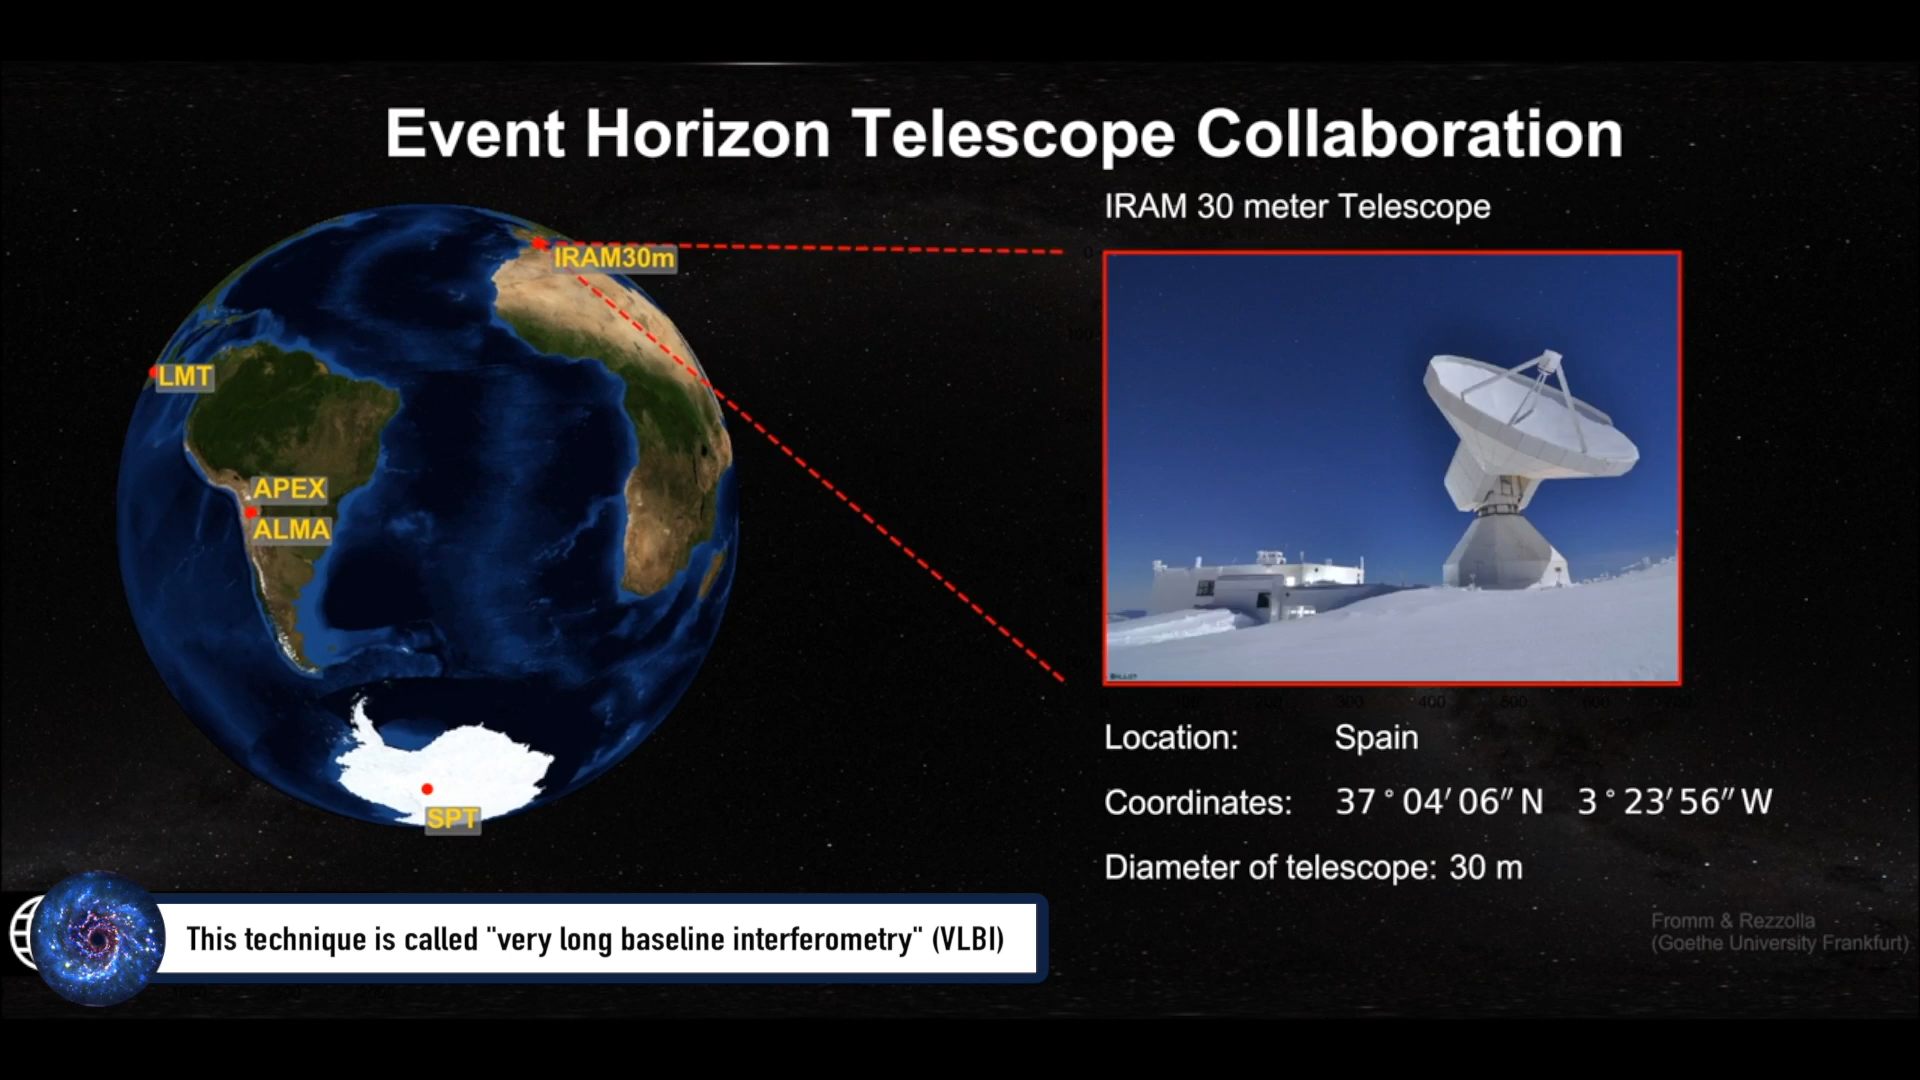 Event Horizon Telescope Collaboration
IRAM 30 meter Telescope
IRAM30m
LMT
APEX
ALMA
SPT
Location: Spain
Coordinates: 37°04′06″N 3°23′56″W
Diameter of telescope: 30 m
Fromm & Rezzolla
(Goethe University Frankfurt)
This technique is called "very long baseline interferometry" (VLBI)